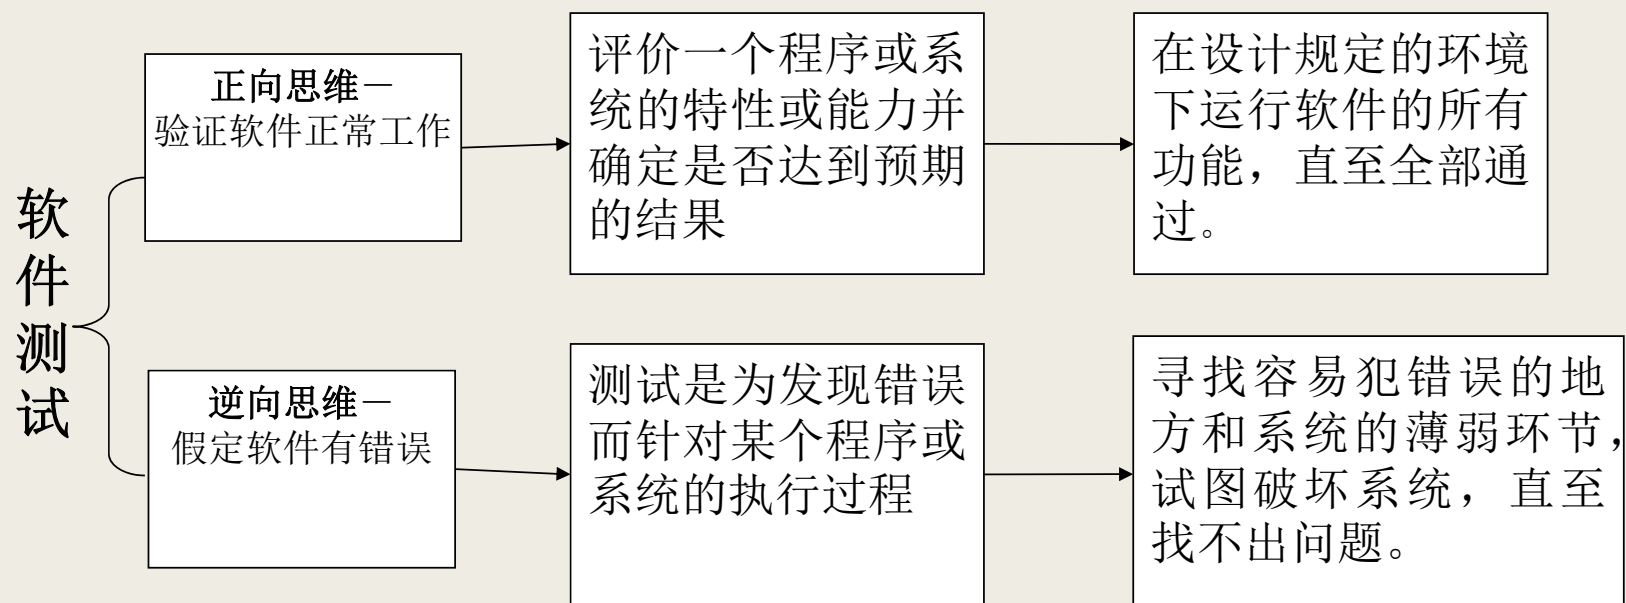 软件测试
正向思维－
验证软件正常工作
评价一个程序或系
统的特性或能力并
确定是否达到预期
的结果
在设计规定的环境
下运行软件的所有
功能，直至全部通
过。
逆向思维－
假定软件有错误
测试是为发现错误
而针对某个程序或
系统的执行过程
寻找容易犯错误的地
方和系统的薄弱环节，
试图破坏系统，直至
找不出问题。